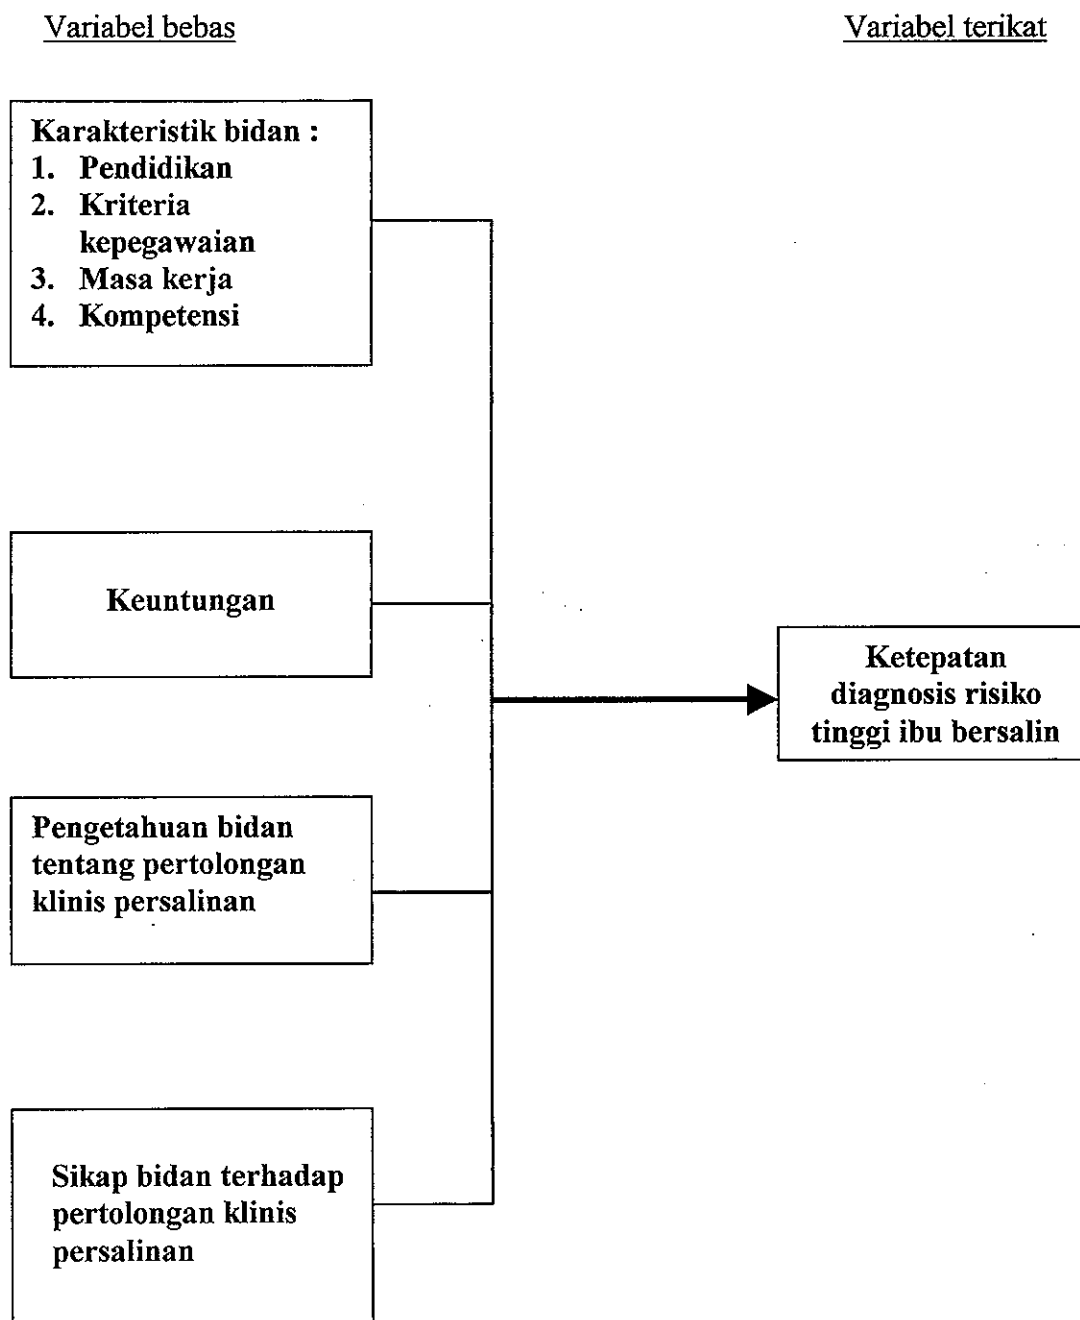 Variabel bebas
Variabel terikat
Karakteristik bidan :
1. Pendidikan
2. Kriteria
kepegawaian
3. Masa kerja
4. Kompetensi
Keuntungan
Ketepatan
diagnosis risiko
tinggi ibu bersalin
Pengetahuan bidan
tentang pertolongan
klinis persalinan
Sikap bidan terhadap
pertolongan klinis
persalinan